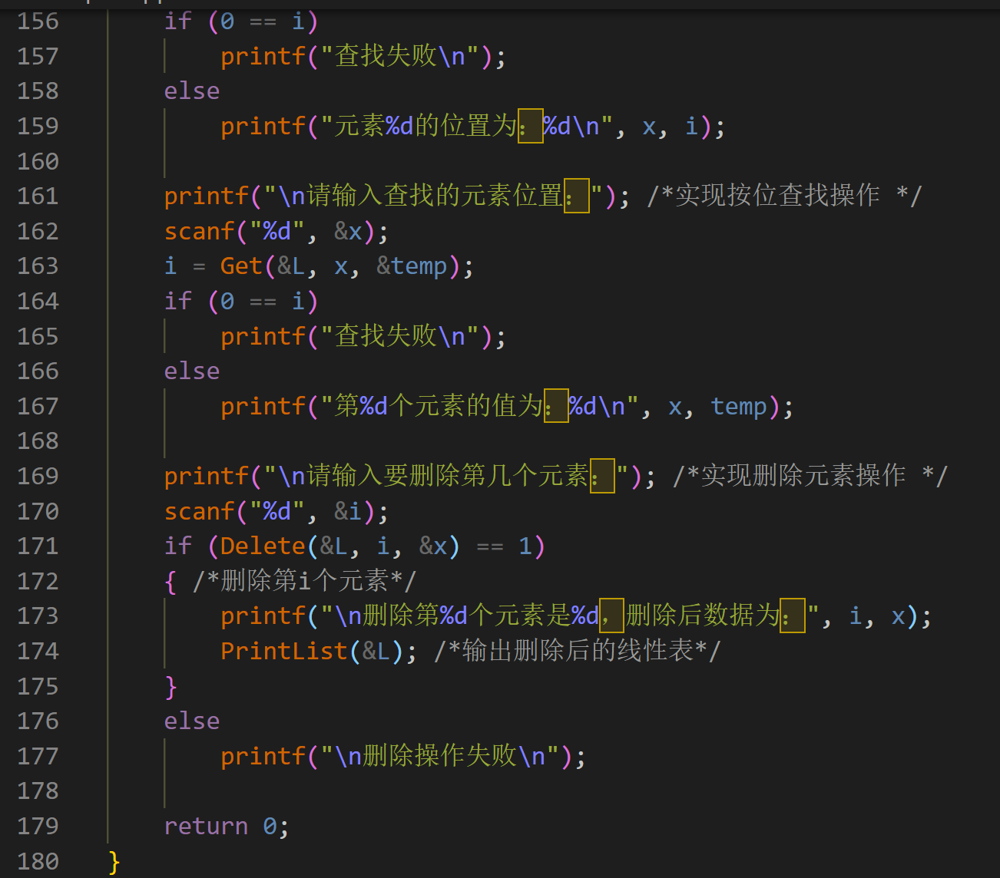 156 if (0 == i)
157 printf("查找失败\n");
158 else
159 printf("元素%d的位置为：%d\n", x, i);
160
161 printf("\n请输入查找的元素位置："); /*实现按位查找操作 */
162 scanf("%d", &x);
163 i = Get(&L, x, &temp);
164 if (0 == i)
165 printf("查找失败\n");
166 else
167 printf("第%d个元素的值为：%d\n", x, temp);
168
169 printf("\n请输入要删除第几个元素："); /*实现删除元素操作 */
170 scanf("%d", &i);
171 if (Delete(&L, i, &x) == 1)
172 { /*删除第i个元素*/
173 printf("\n删除第%d个元素是%d，删除后数据为：", i, x);
174 PrintList(&L); /*输出删除后的线性表*/
175 }
176 else
177 printf("\n删除操作失败\n");
178
179 return 0;
180 }